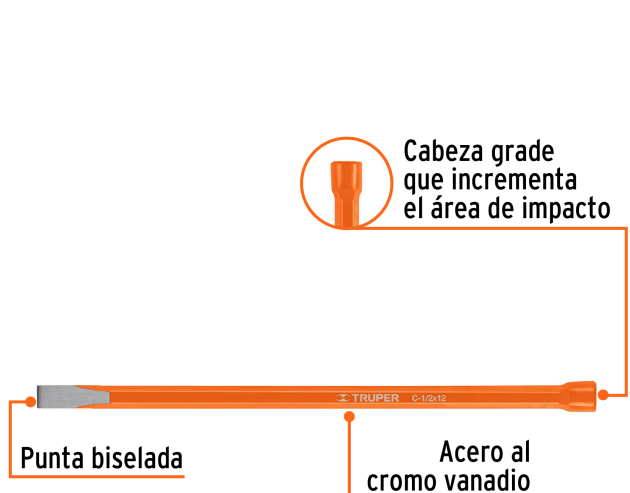 Cabeza grade
que incrementa
el área de impacto
TRUPER C-1/2x12
Punta biselada
Acero al
cromo vanadio